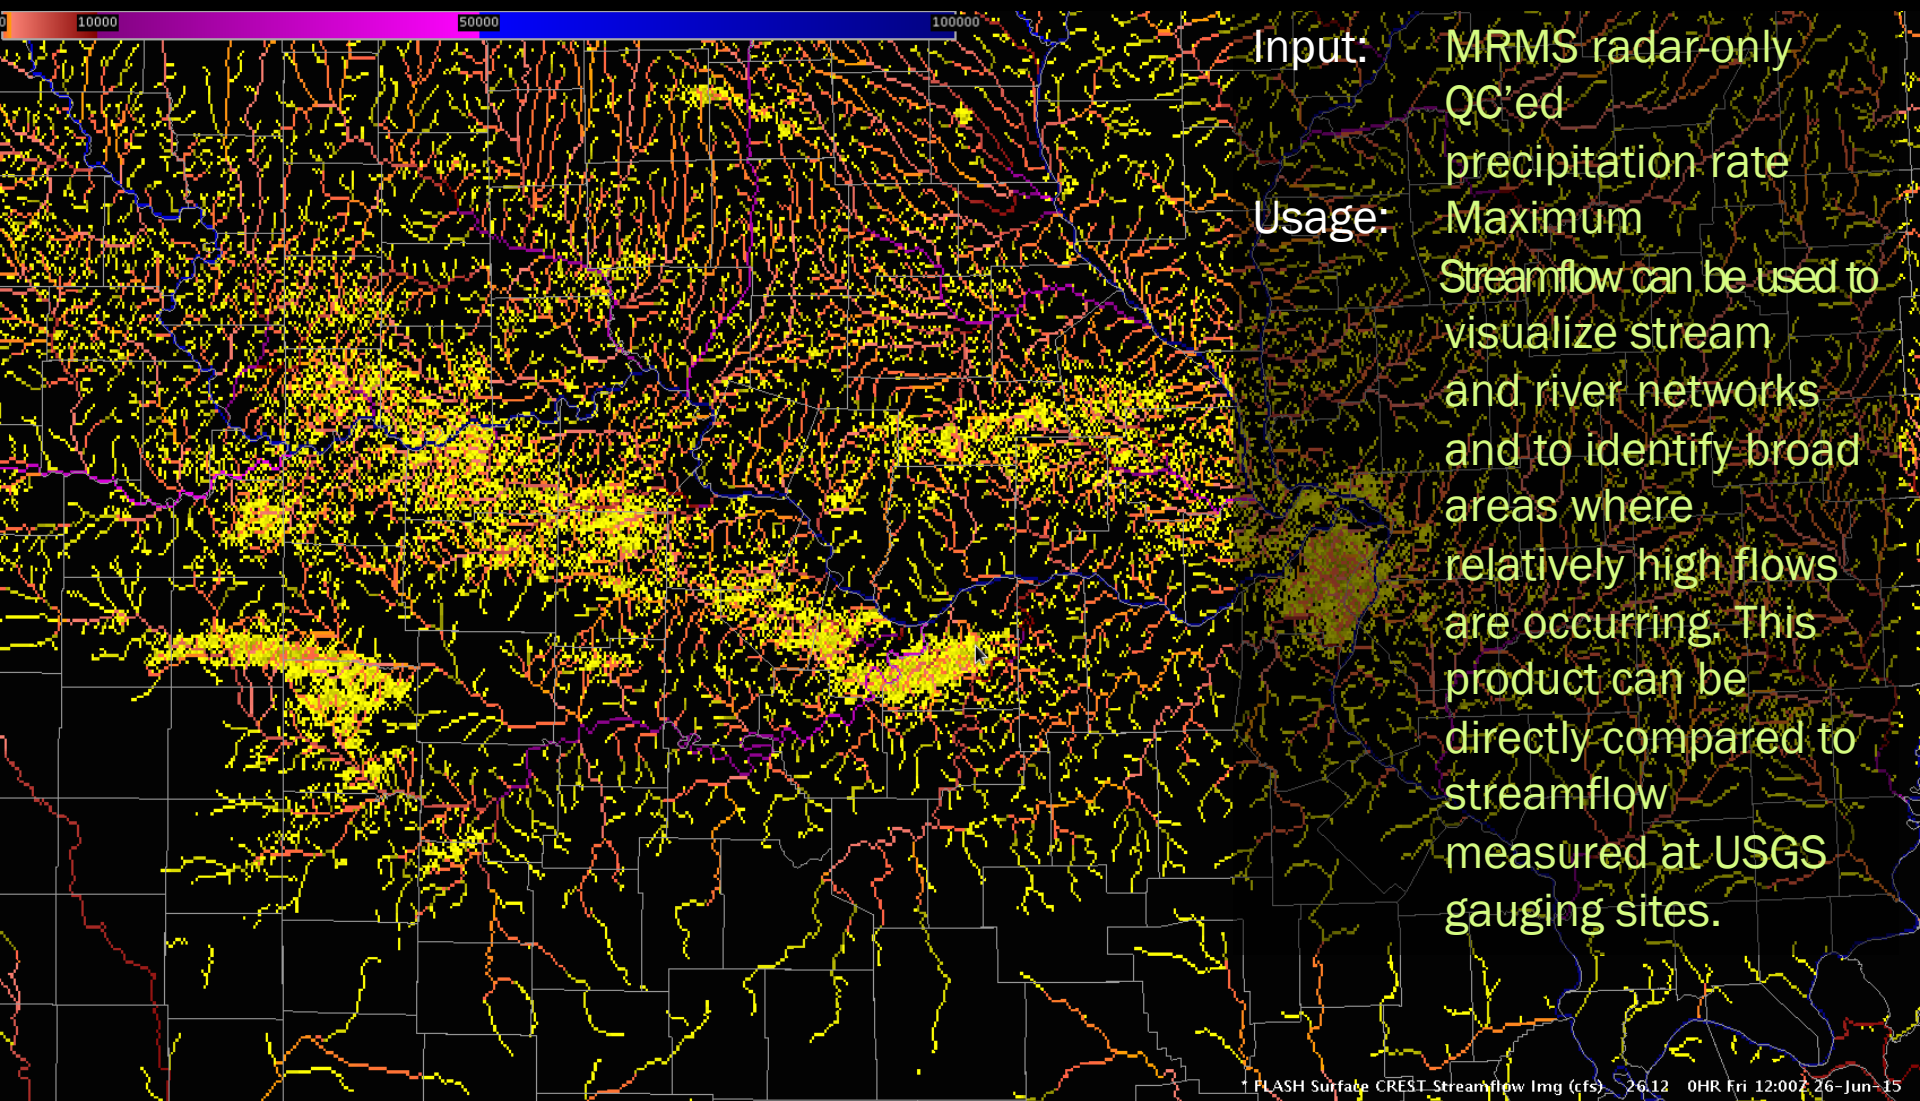 0 10000 50000 100000
Input: MRMS radar-only
QC’ed
precipitation rate
Usage: Maximum
Streamflow can be used to
visualize stream
and river networks
and to identify broad
areas where
relatively high flows
are occurring. This
product can be
directly compared to
streamflow
measured at USGS
gauging sites.
* FLASH Surface CREST Streamflow Img (cfs) 26.12 0HR Fri 12:00Z 26-Jun-15